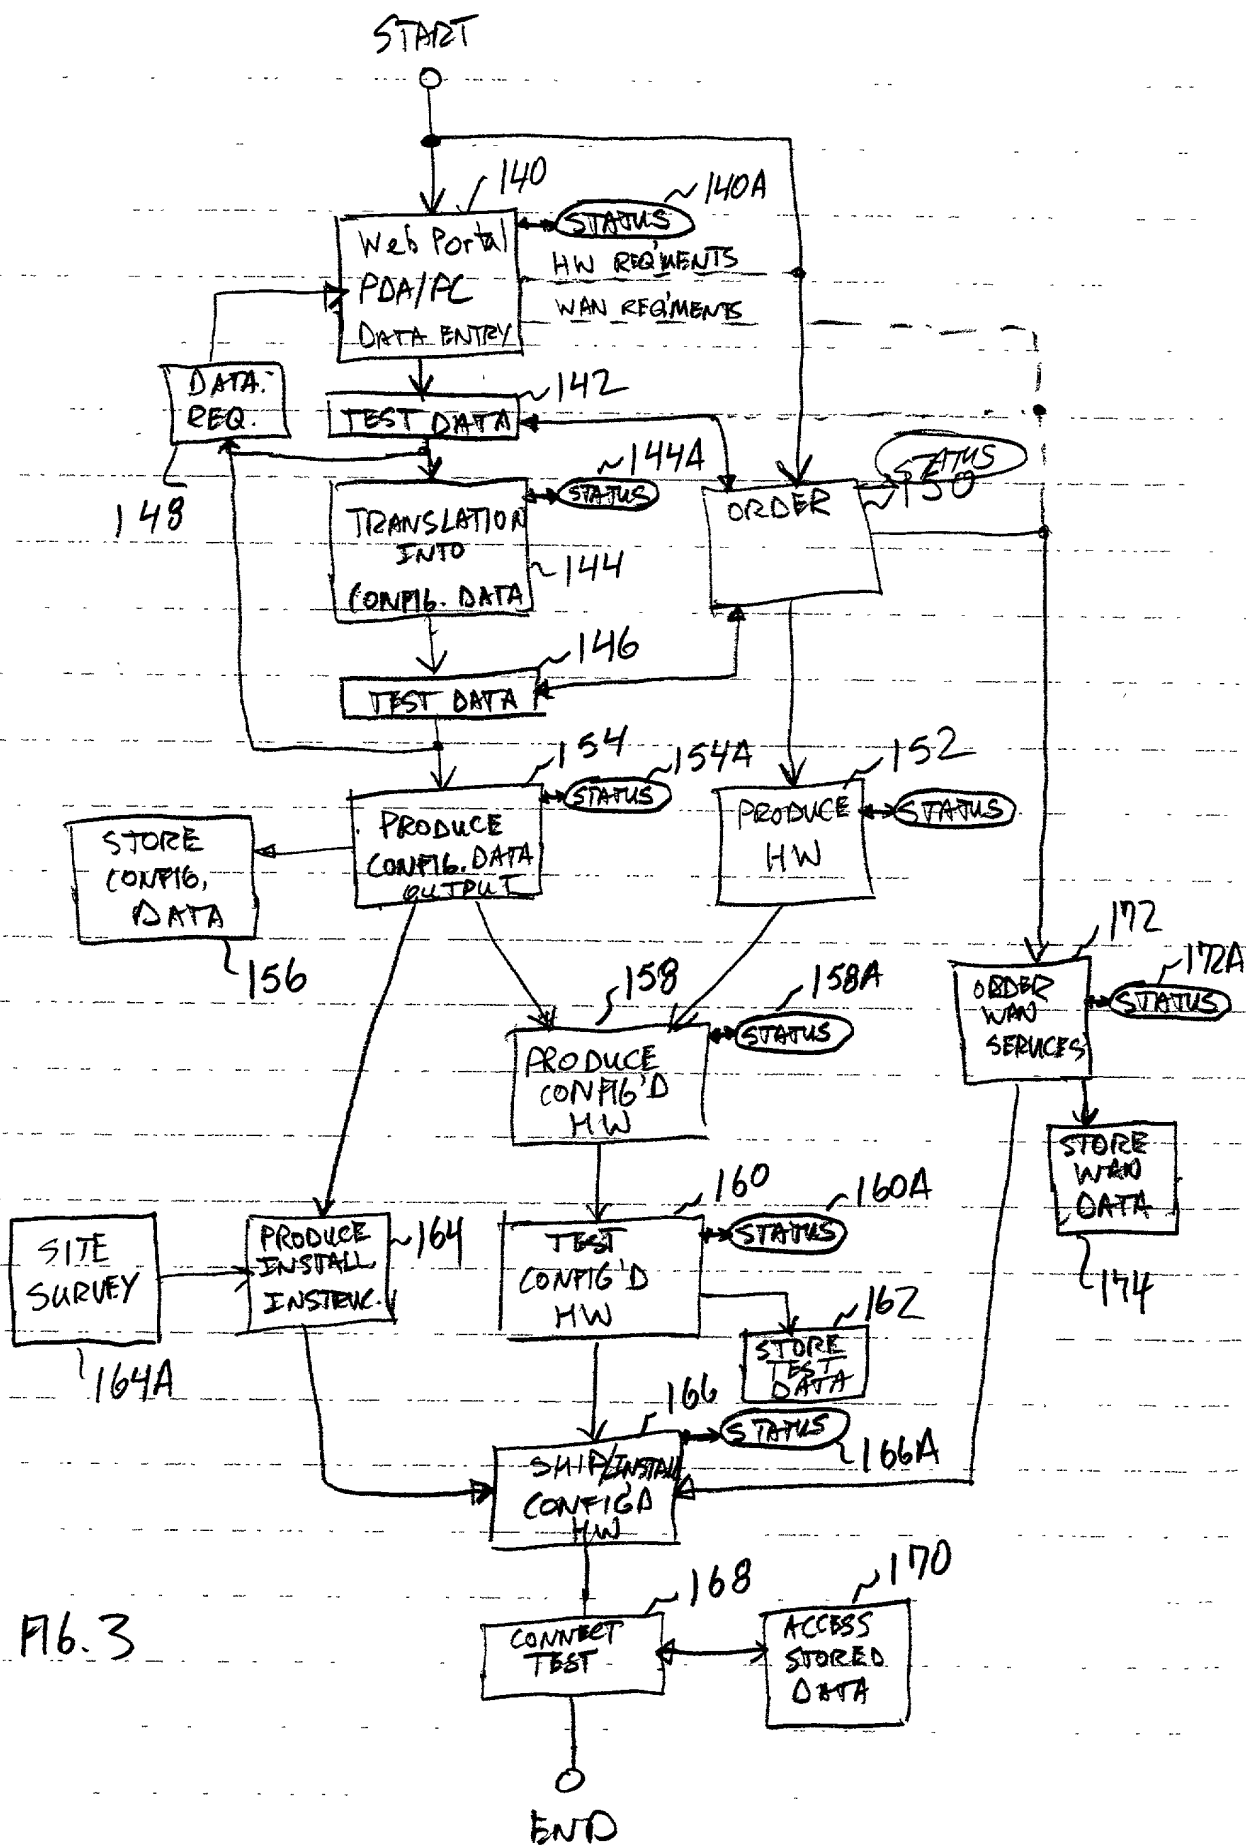 START
140
140A
STATUS
Web Portal
PDA/PC
DATA ENTRY
HW REQ'MENTS
WAN REQ'MENTS
DATA.
REQ.
148
142
TEST DATA
144A
STATUS
STATUS
150
ORDER
TRANSLATION
INTO
CONFIG. DATA
144
146
TEST DATA
154
154A
STATUS
152
PRODUCE
HW
STATUS
PRODUCE
CONFIG. DATA
OUTPUT
STORE
CONFIG,
DATA
156
172
172A
ORDER
WAN
SERVICES
STATUS
158
158A
STATUS
PRODUCE
CONFIG'D
HW
STORE
WAN
DATA
174
160
160A
STATUS
TEST
CONFIG'D
HW
SITE
SURVEY
164A
PRODUCE
INSTALL
INSTRUC.
164
162
STORE
TEST
DATA
166
STATUS
166A
SHIP/INSTALL
CONFIG'D
HW
168
170
CONNECT
TEST
ACCESS
STORED
DATA
FIG. 3
END